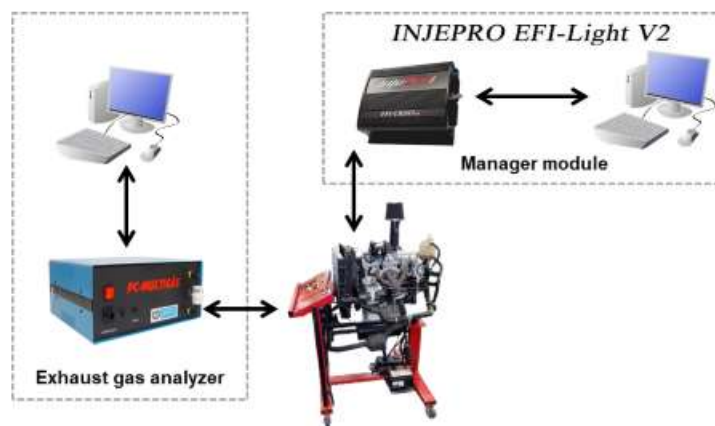 INJEPRO EFI-Light V2
Manager module
PC-MULTIGÁS
Exhaust gas analyzer